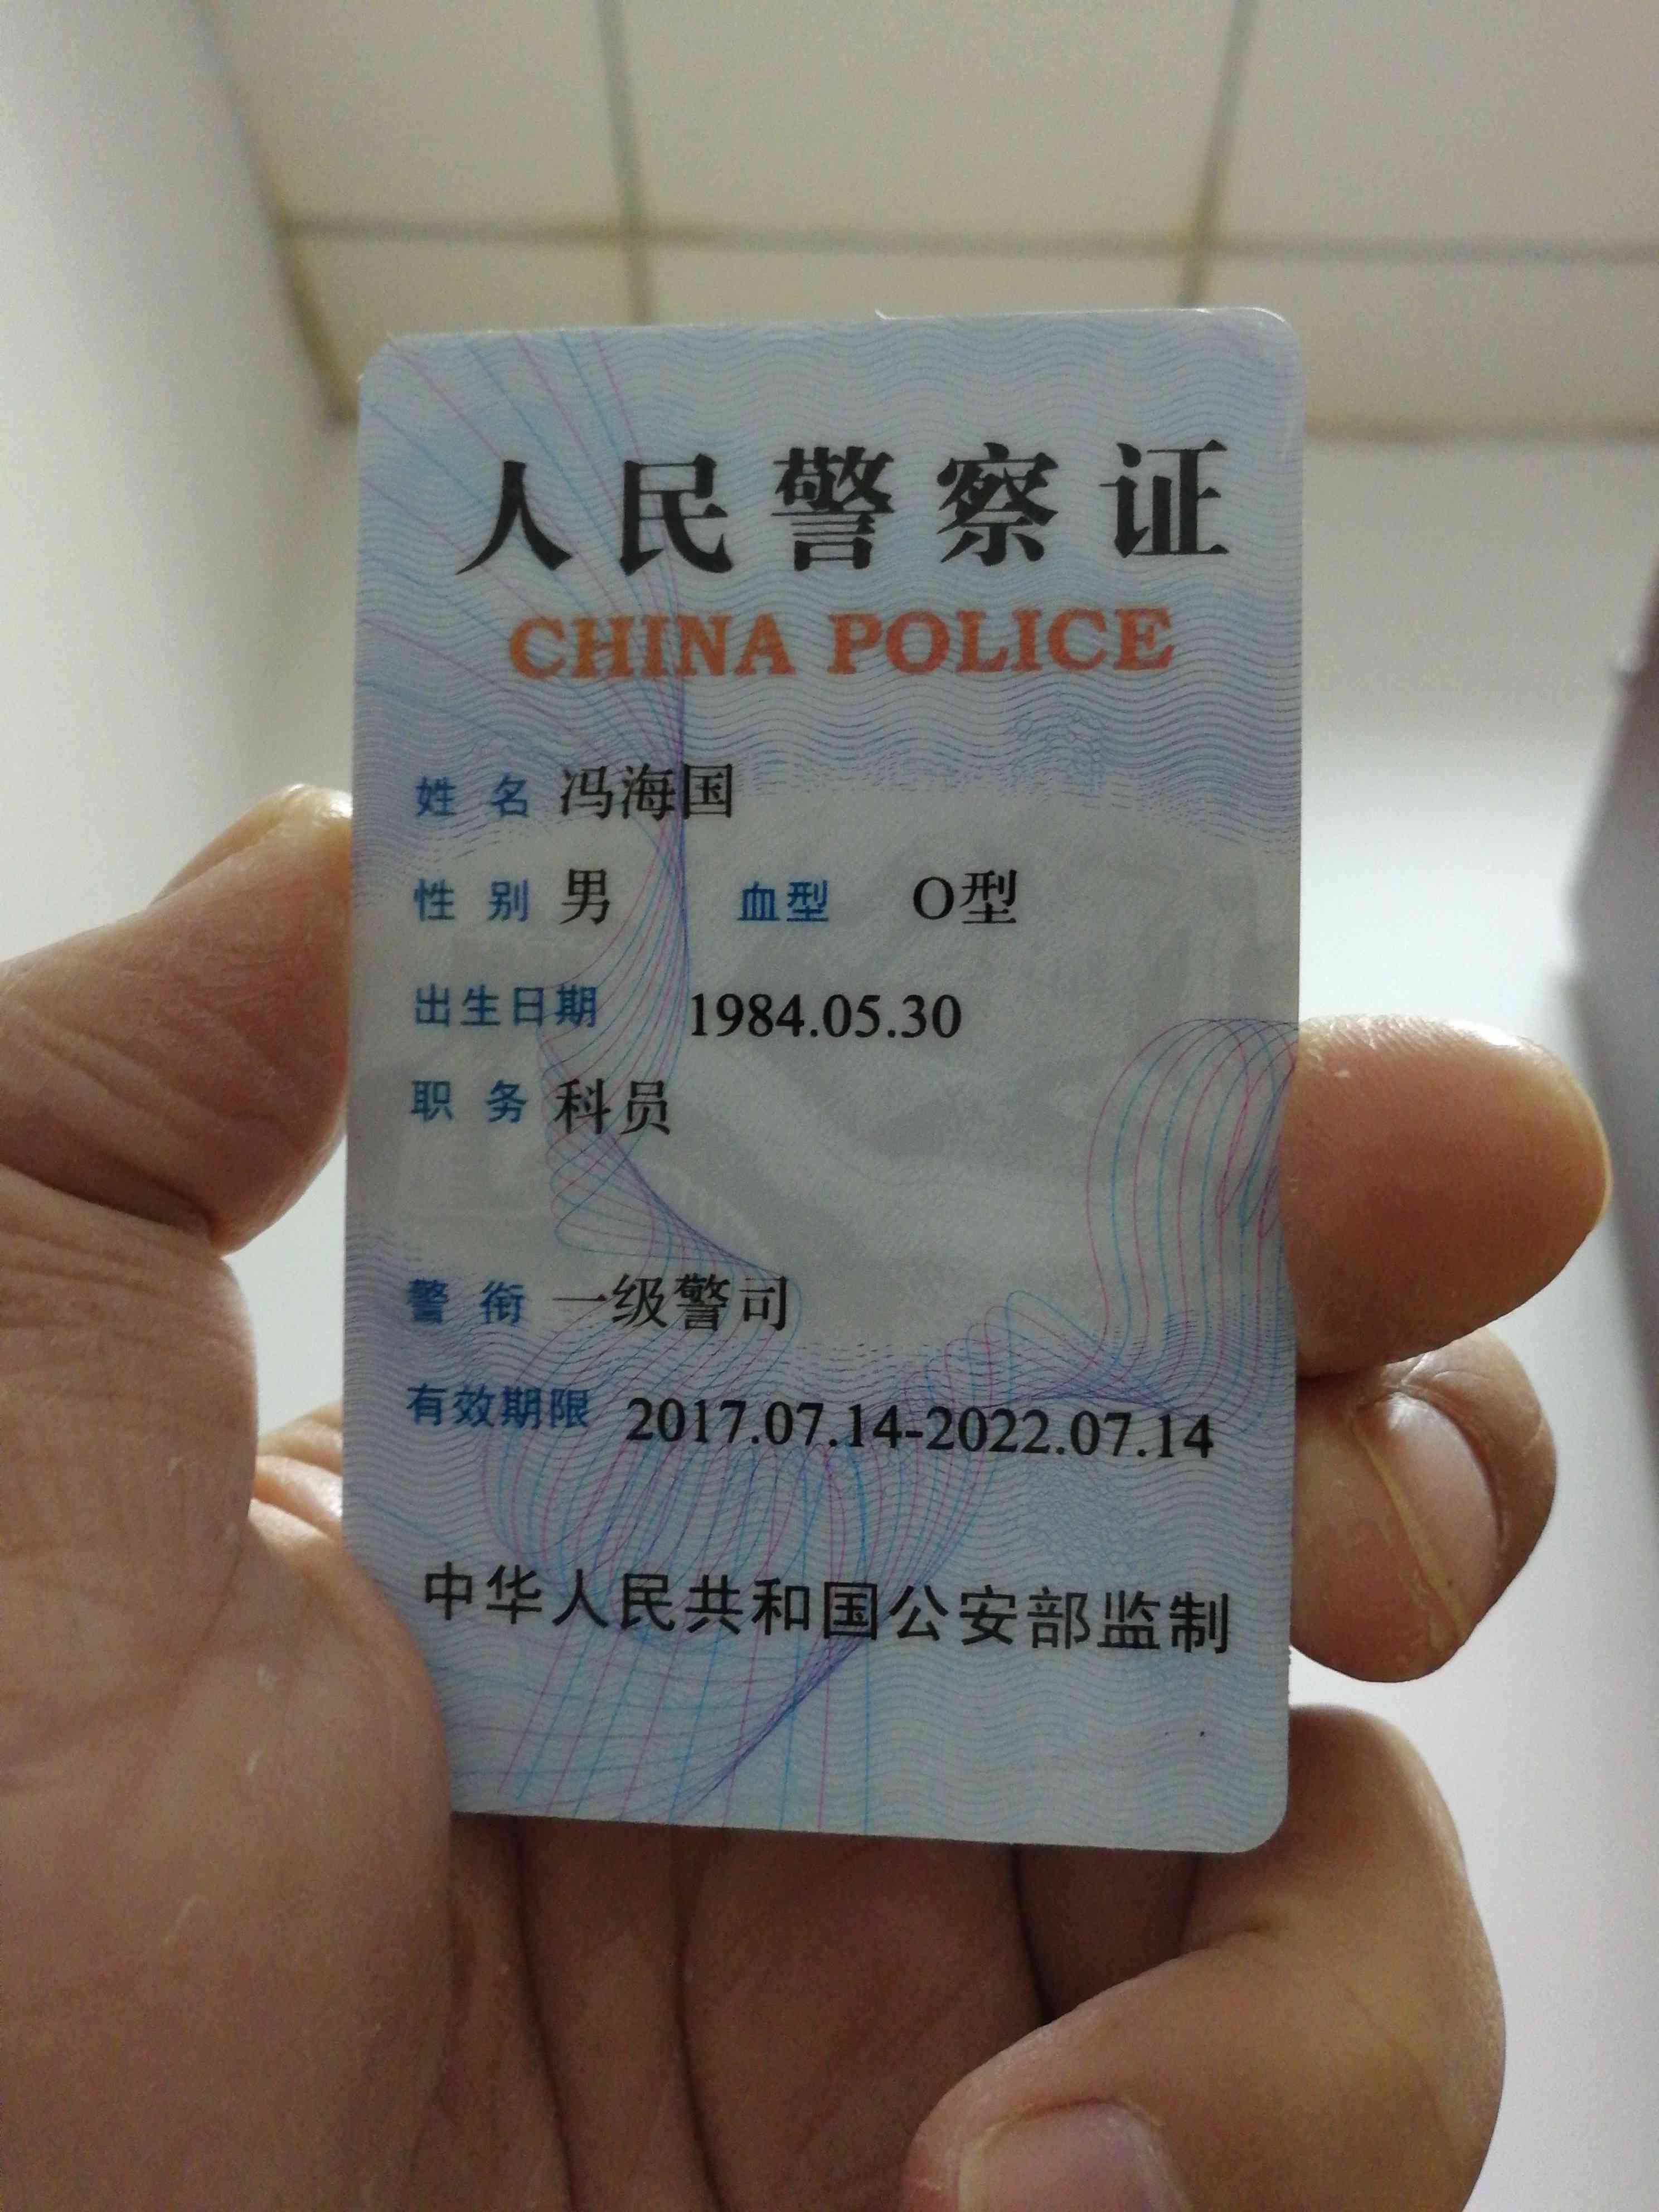 人民警察证
CHINA POLICE
姓 名 冯海国
性 别 男 血型 O型
出生日期 1984.05.30
职 务 科员
警 衔 一级警司
有效期限 2017.07.14-2022.07.14
中华人民共和国公安部监制